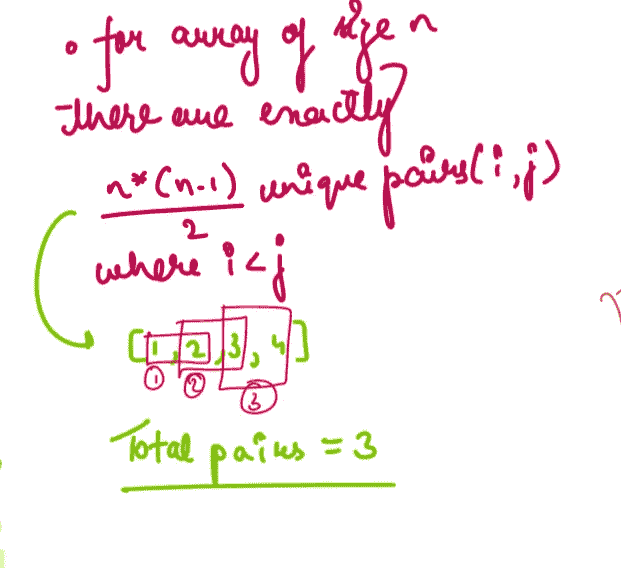 • for array of size n
There are exactly
n*(n-1)
2
unique pairs(i,j)
where i<j
[1,2,3,4]
① ② ③
Total pairs = 3